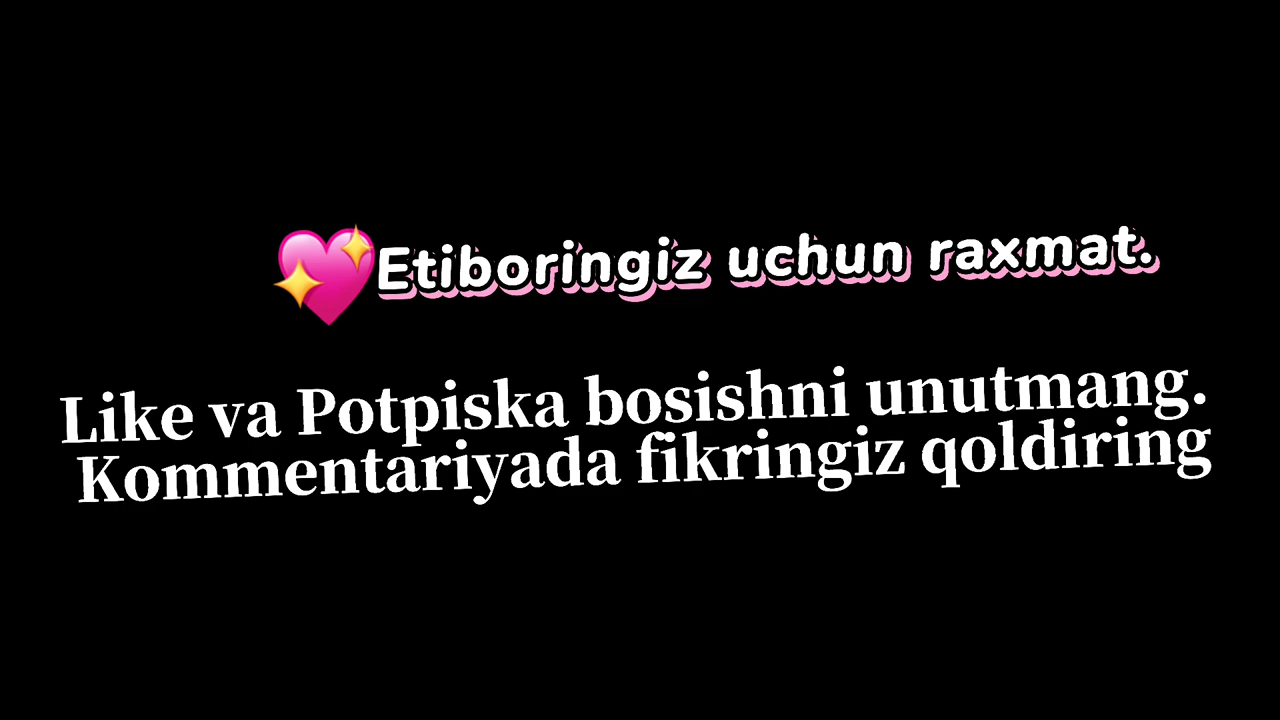 💖Etiboringiz uchun raxmat.
Like va Potpiska bosishni unutmang.
Kommentariyada fikringiz qoldiring